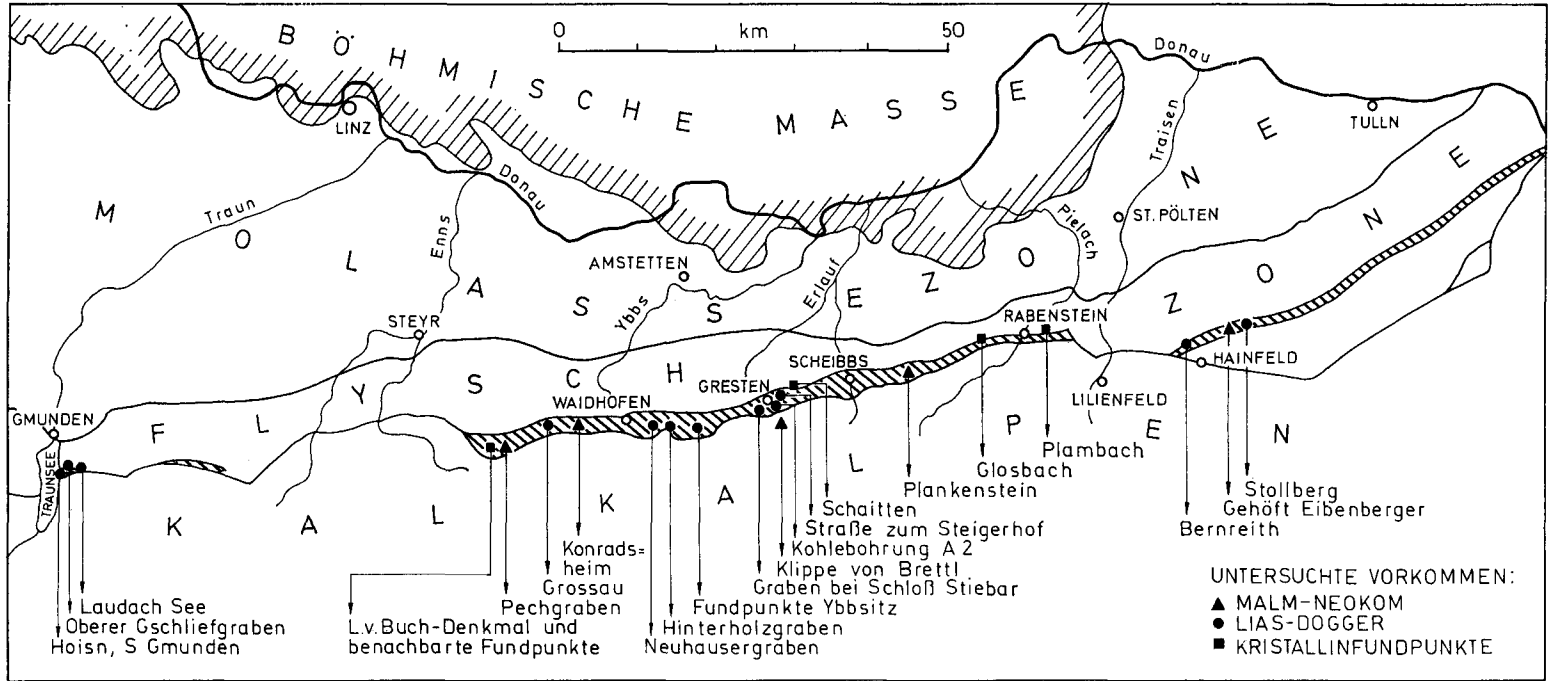 BÖHMISCHE MASSE
0 km 50
Donau
LINZ
TULLN
Traisen
Donau
MOLASSEZONE
Traun
Enns
Pielach
ST. PÖLTEN
AMSTETTEN
Ybbs
Erlauf
STEYR
RABENSTEIN
SCHEIBBS
HAINFELD
GRESTEN
LILIENFELD
WAIDHOFEN
GMUNDEN
FLYSCHZONE
TRAUNSEE
KALKALPEN
Plambach
Glosbach
Plankenstein
Stollberg
Gehöft Eibenberger
Bernreith
Schaitten
Straße zum Steigerhof
Kohlebohrung A2
Klippe von Brettl
Graben bei Schloß Stiebar
Konrads=
heim
Grossau
Pechgraben
Fundpunkte Ybbsitz
Hinterholzgraben
Neuhausergraben
L.v.Buch-Denkmal und
benachbarte Fundpunkte
Laudach See
Oberer Gschliefgraben
Hoisn, S Gmunden
UNTERSUCHTE VORKOMMEN:
MALM-NEOKOM
LIAS-DOGGER
KRISTALLINFUNDPUNKTE